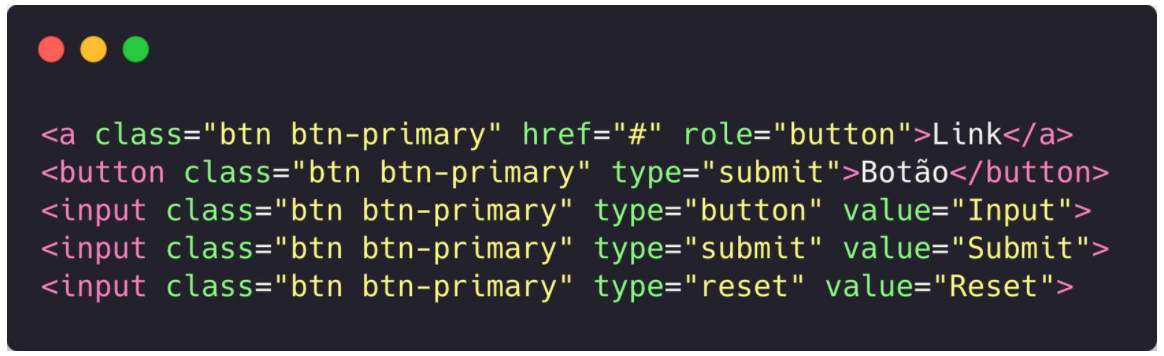 <a class="btn btn-primary" href="#" role="button">Link</a>
<button class="btn btn-primary" type="submit">Botão</button>
<input class="btn btn-primary" type="button" value="Input">
<input class="btn btn-primary" type="submit" value="Submit">
<input class="btn btn-primary" type="reset" value="Reset">